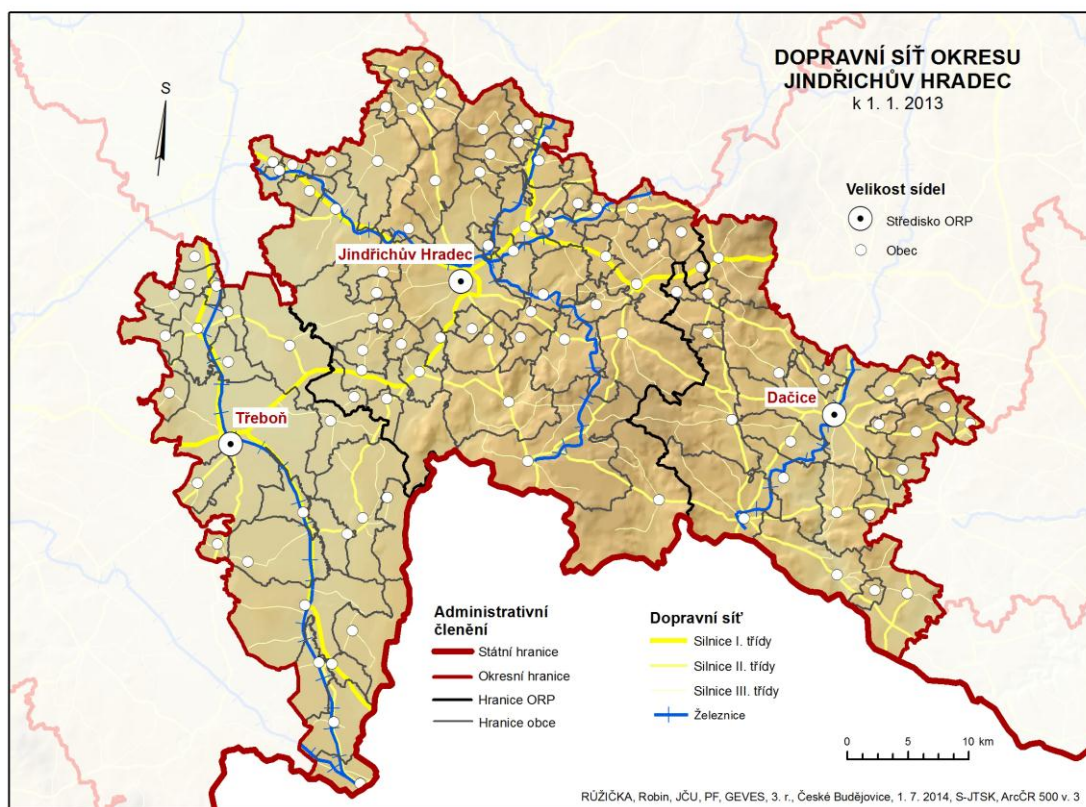 DOPRAVNÍ SÍŤ OKRESU
JINDŘICHŮV HRADEC
k 1. 1. 2013
S
Velikost sídel
Středisko ORP
Obec
Jindřichův Hradec
Třeboň
Dačice
Administrativní
členění
Státní hranice
Okresní hranice
Hranice ORP
Hranice obce
Dopravní síť
Silnice I. třídy
Silnice II. třídy
Silnice III. třídy
Železnice
0 5 10 km
RŮŽIČKA, Robin, JČU, PF, GEVES, 3. r., České Budějovice, 1. 7. 2014, S-JTSK, ArcČR 500 v. 3